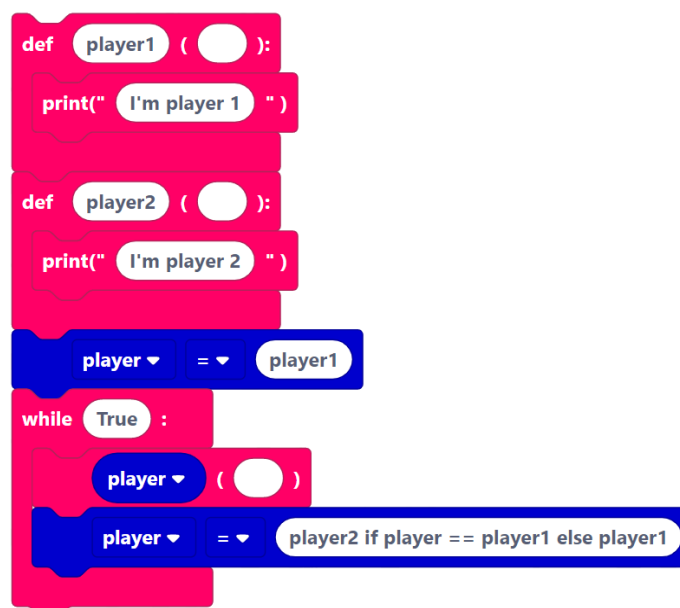 def player1 ( ):
print(" I'm player 1 " )
def player2 ( ):
print(" I'm player 2 " )
player = player1
while True :
player ( )
player = player2 if player == player1 else player1